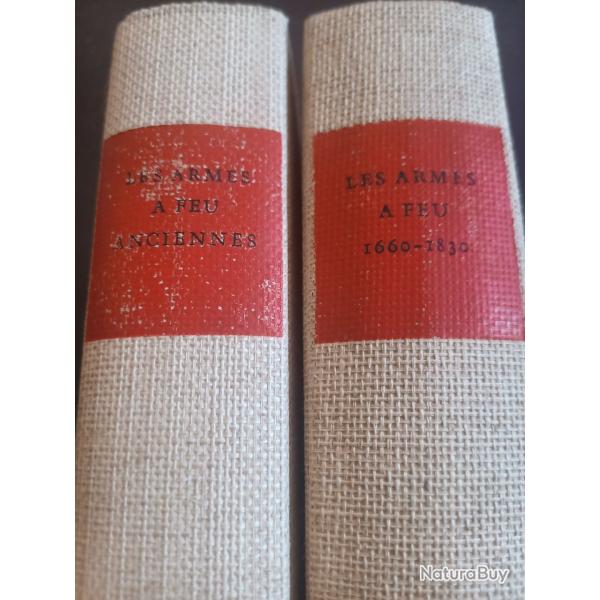 LES ARMES
A FEU
ANCIENNES
LES ARMES
A FEU
1660-1830
NaturaBuy